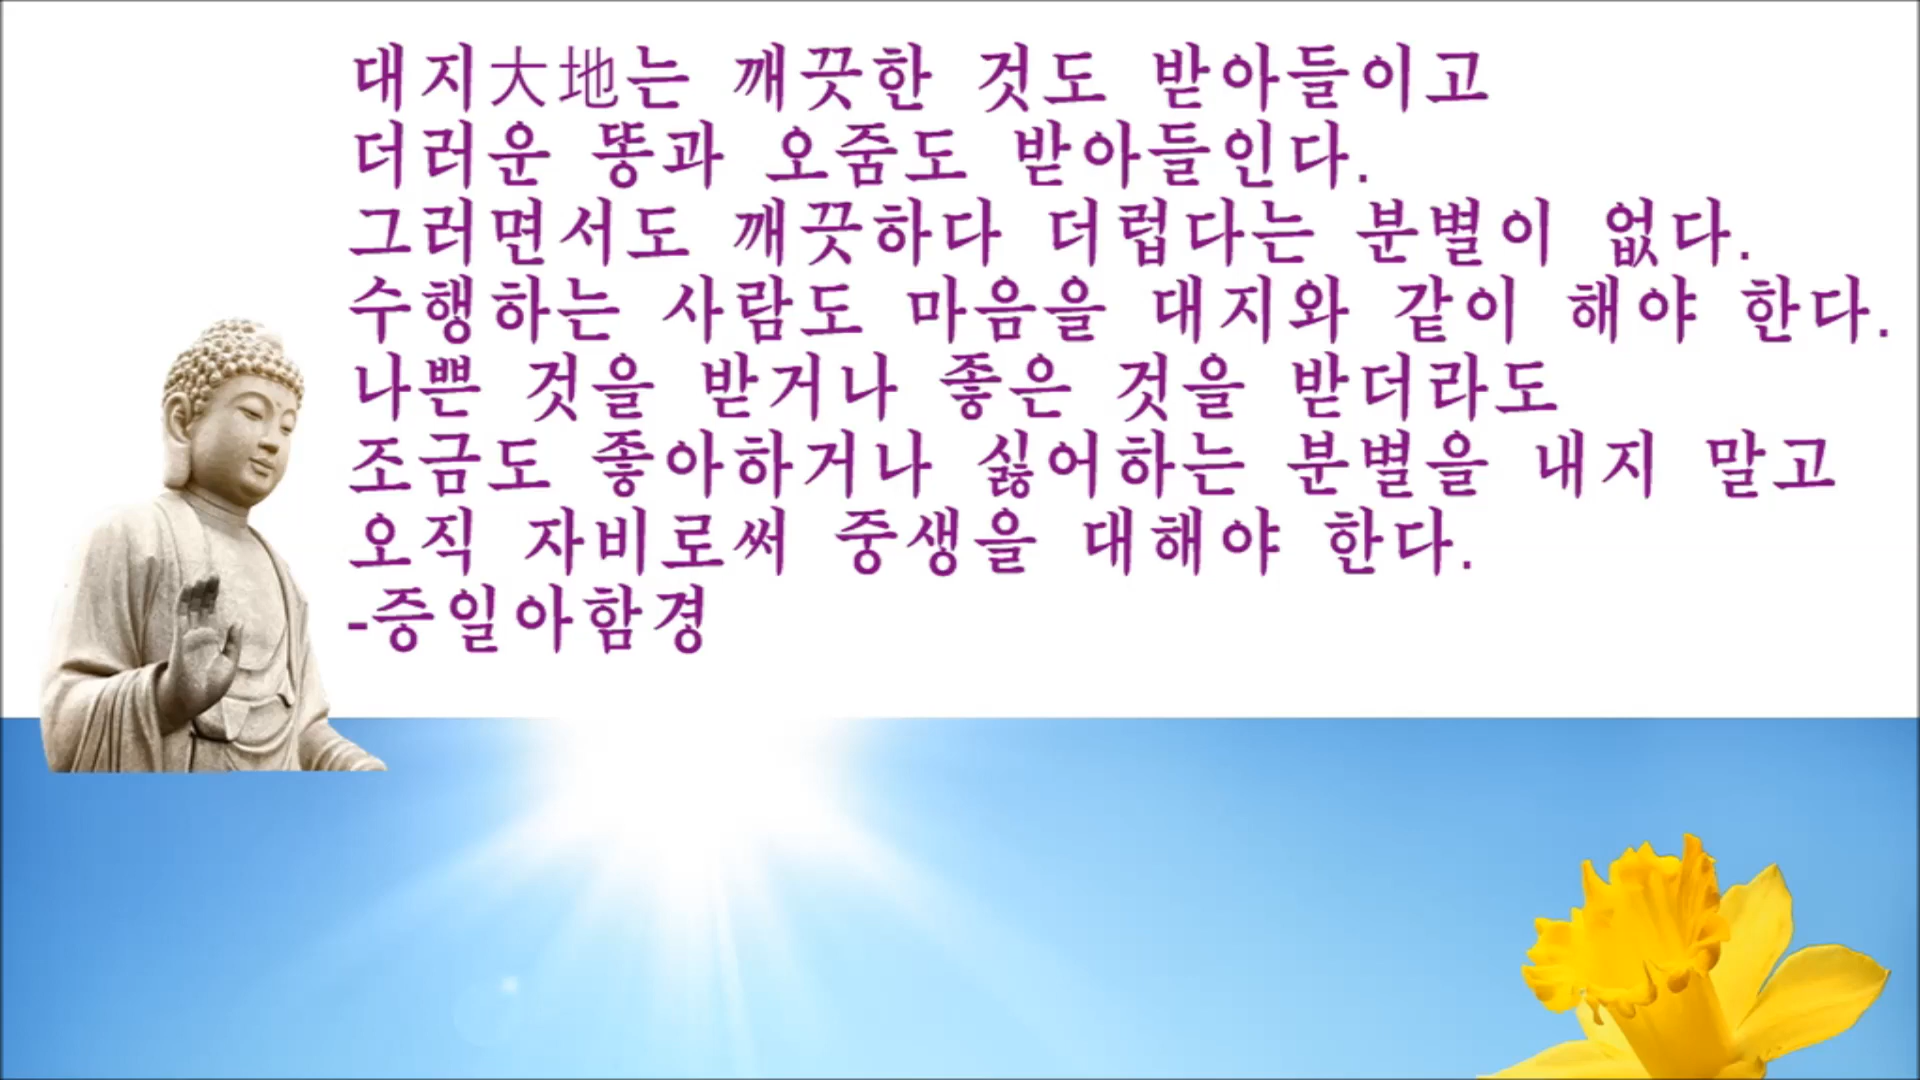 대지大地는 깨끗한 것도 받아들이고
더러운 똥과 오줌도 받아들인다.
그러면서도 깨끗하다 더럽다는 분별이 없다.
수행하는 사람도 마음을 대지와 같이 해야 한다.
나쁜 것을 받거나 좋은 것을 받더라도
조금도 좋아하거나 싫어하는 분별을 내지 말고
오직 자비로써 중생을 대해야 한다.
-증일아함경